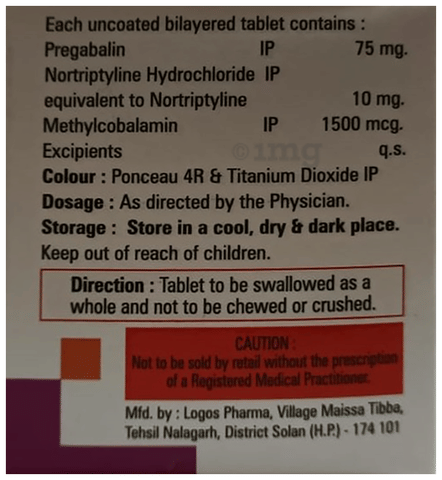 Each uncoated bilayered tablet contains :
Pregabalin IP 75 mg.
Nortriptyline Hydrochloride IP
equivalent to Nortriptyline 10 mg.
Methylcobalamin IP 1500 mcg.
Excipients q.s.
1mg
Colour : Ponceau 4R & Titanium Dioxide IP
Dosage : As directed by the Physician.
Storage : Store in a cool, dry & dark place.
Keep out of reach of children.
Direction : Tablet to be swallowed as a
whole and not to be chewed or crushed.
CAUTION :
Not to be sold by retail without the prescription
of a Registered Medical Practitioner.
Mfd. by : Logos Pharma, Village Maissa Tibba,
Tehsil Nalagarh, District Solan (H.P.) - 174 101